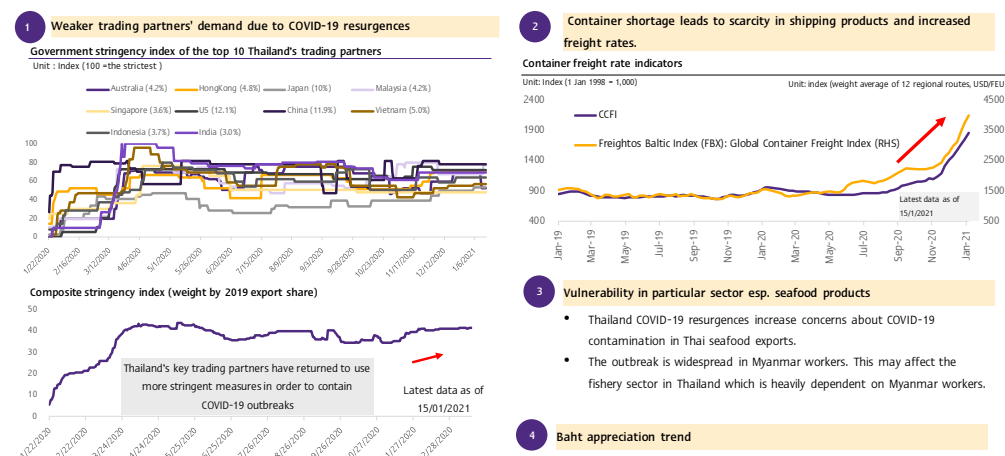 1
Weaker trading partners' demand due to COVID-19 resurgences
Government stringency index of the top 10 Thailand's trading partners
Unit : Index (100 =the strictest )
Australia (4.2%) HongKong (4.8%) Japan (10%) Malaysia (4.2%)
Singapore (3.6%) US (12.1%) China (11.9%) Vietnam (5.0%)
Indonesia (3.7%) India (3.0%)
100
80
60
40
20
0
1/22/2020 2/16/2020 3/12/2020 4/6/2020 5/1/2020 5/26/2020 6/20/2020 7/15/2020 8/9/2020 9/3/2020 9/28/2020 10/23/2020 11/17/2020 12/12/2020 1/6/2021
Composite stringency index (weight by 2019 export share)
50
40
30
20
10
0
Thailand's key trading partners have returned to use
more stringent measures in order to contain
COVID-19 outbreaks
Latest data as of
15/01/2021
2
Container shortage leads to scarcity in shipping products and increased
freight rates.
Container freight rate indicators
Unit: Index (1 Jan 1998 = 1,000)
Unit: index (weight average of 12 regional routes, USD/FEU
2400
1900
1400
900
400
4500
3500
2500
1500
500
CCFI
Freightos Baltic Index (FBX): Global Container Freight Index (RHS)
Latest data as of
15/1/2021
Jan-19 Mar-19 May-19 Jul-19 Sep-19 Nov-19 Jan-20 Mar-20 May-20 Jul-20 Sep-20 Nov-20 Jan-21
3
Vulnerability in particular sector esp. seafood products
• Thailand COVID-19 resurgences increase concerns about COVID-19
contamination in Thai seafood exports.
• The outbreak is widespread in Myanmar workers. This may affect the
fishery sector in Thailand which is heavily dependent on Myanmar workers.
4
Baht appreciation trend